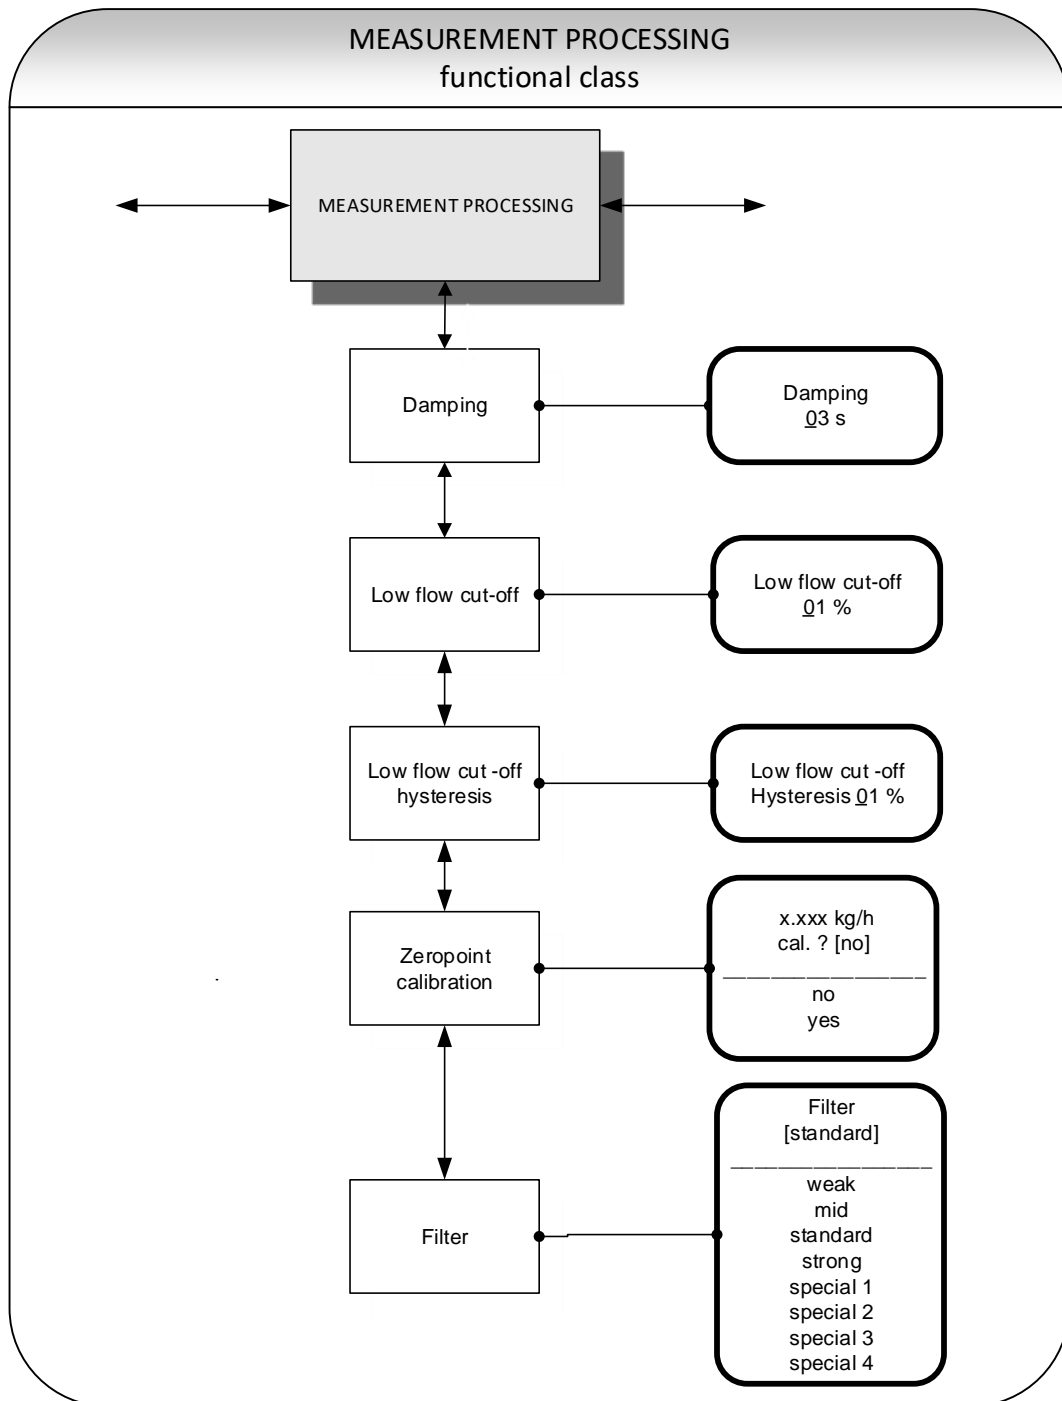 MEASUREMENT PROCESSING
functional class
MEASUREMENT PROCESSING
Damping
Damping
03 s
Low flow cut-off
Low flow cut-off
01 %
Low flow cut -off
hysteresis
Low flow cut -off
Hysteresis 01 %
Zeropoint
calibration
x.xxx kg/h
cal. ? [no]
no
yes
Filter
Filter
[standard]
weak
mid
standard
strong
special 1
special 2
special 3
special 4